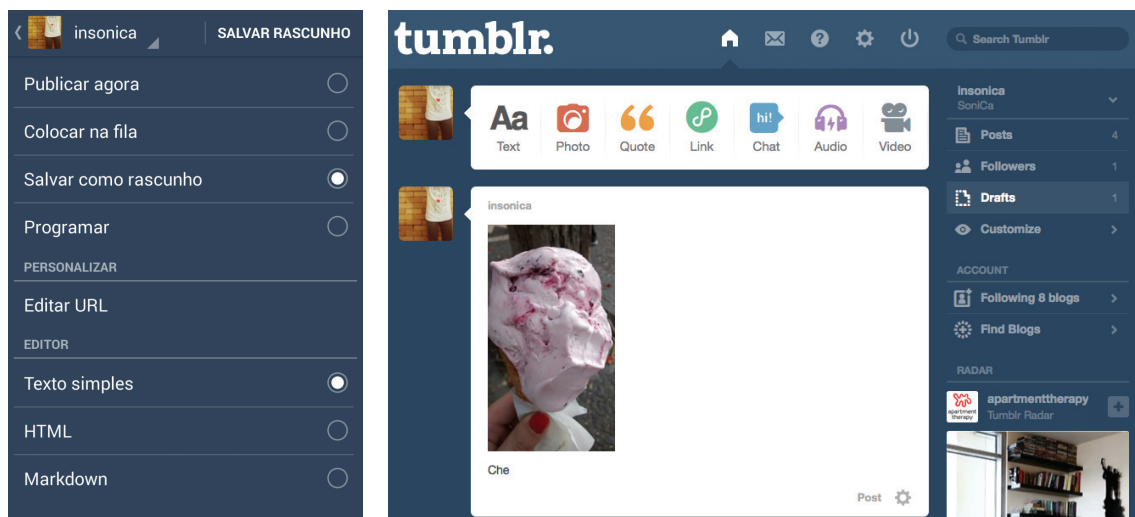 insonica
SALVAR RASCUNHO
Publicar agora
Colocar na fila
Salvar como rascunho
Programar
PERSONALIZAR
Editar URL
EDITOR
Texto simples
HTML
Markdown
tumblr.
Search Tumblr
Aa
hi!
Text
Photo
Quote
Link
Chat
Audio
Video
insonica
Che
Post
insonica
SoniCa
Posts 4
Followers 1
Drafts 1
Customize
ACCOUNT
Following 8 blogs
Find Blogs
RADAR
apartment
therapy
apartmenttherapy
Tumblr Radar